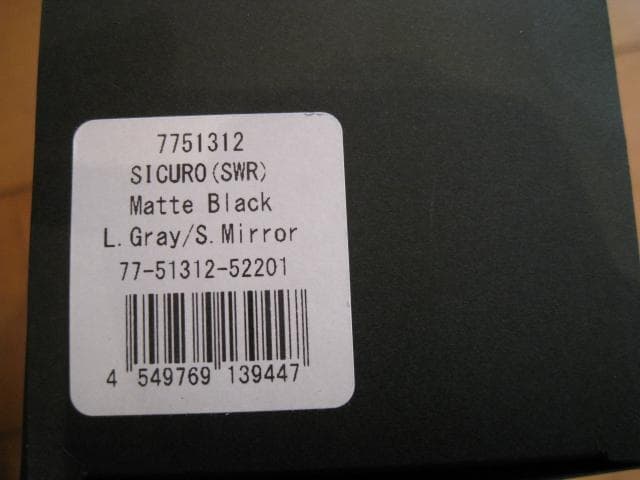 7751312
SICURO(SWR)
Matte Black
L.Gray/S.Mirror
77-51312-52201
4 549769 139447